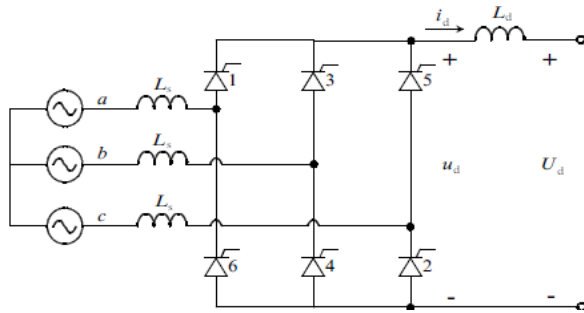 i_d L_d
1 3 5
+ +
a L_s
b L_s
u_d U_d
c L_s
6 4 2
- -